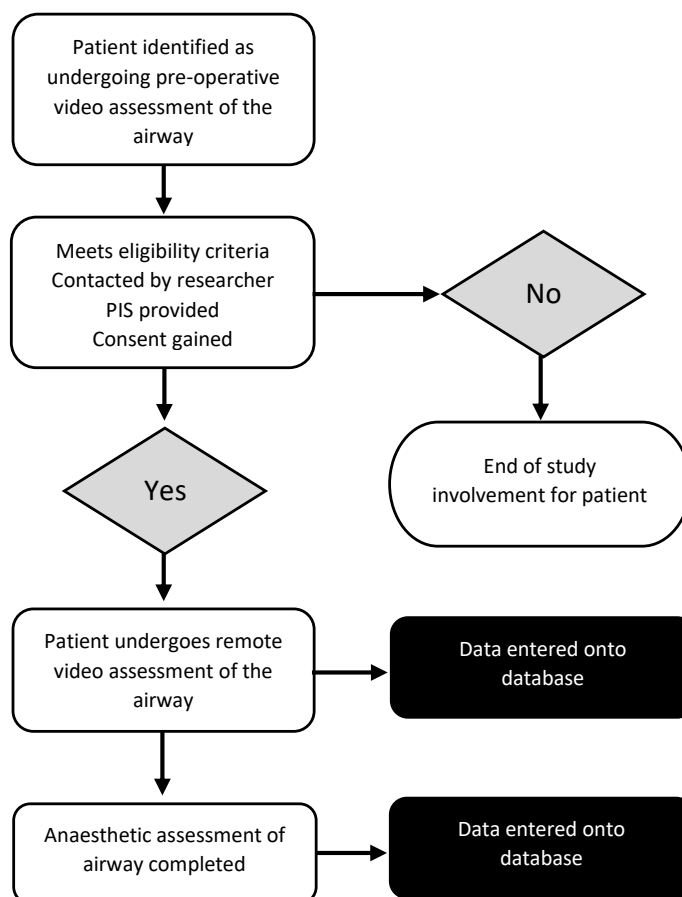 Patient identified as
undergoing pre-operative
video assessment of the
airway
Meets eligibility criteria
Contacted by researcher
PIS provided
Consent gained
No
Yes
End of study
involvement for patient
Patient undergoes remote
video assessment of the
airway
Data entered onto
database
Anaesthetic assessment of
airway completed
Data entered onto
database